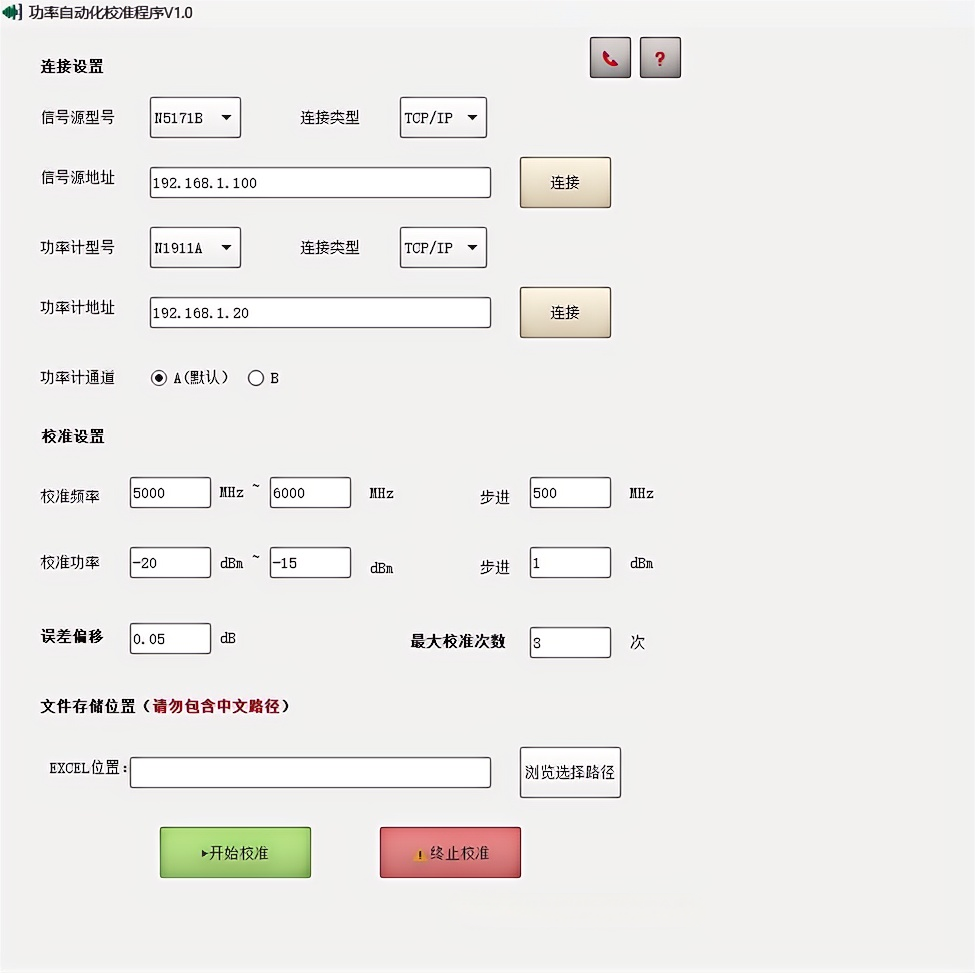 功率自动化校准程序V1.0
连接设置
?
信号源型号 N5171B 连接类型 TCP/IP
信号源地址 192.168.1.100 连接
功率计型号 N1911A 连接类型 TCP/IP
功率计地址 192.168.1.20 连接
功率计通道 A(默认) B
校准设置
校准频率 5000 MHz ~ 6000 MHz 步进 500 MHz
校准功率 -20 dBm ~ -15 dBm 步进 1 dBm
误差偏移 0.05 dB 最大校准次数 3 次
文件存储位置(请勿包含中文路径)
EXCEL位置: 浏览选择路径
开始校准 终止校准